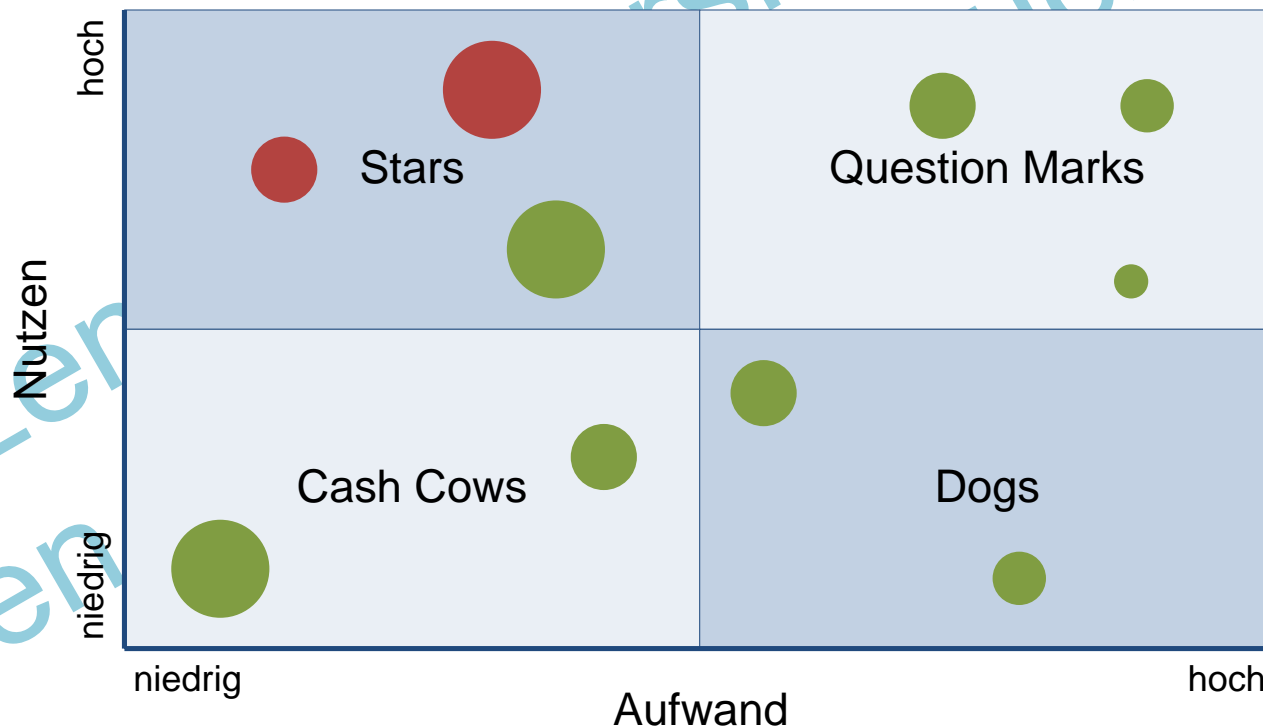 hoch
Stars
Question Marks
Nutzen
Cash Cows
Dogs
niedrig
niedrig
hoch
Aufwand